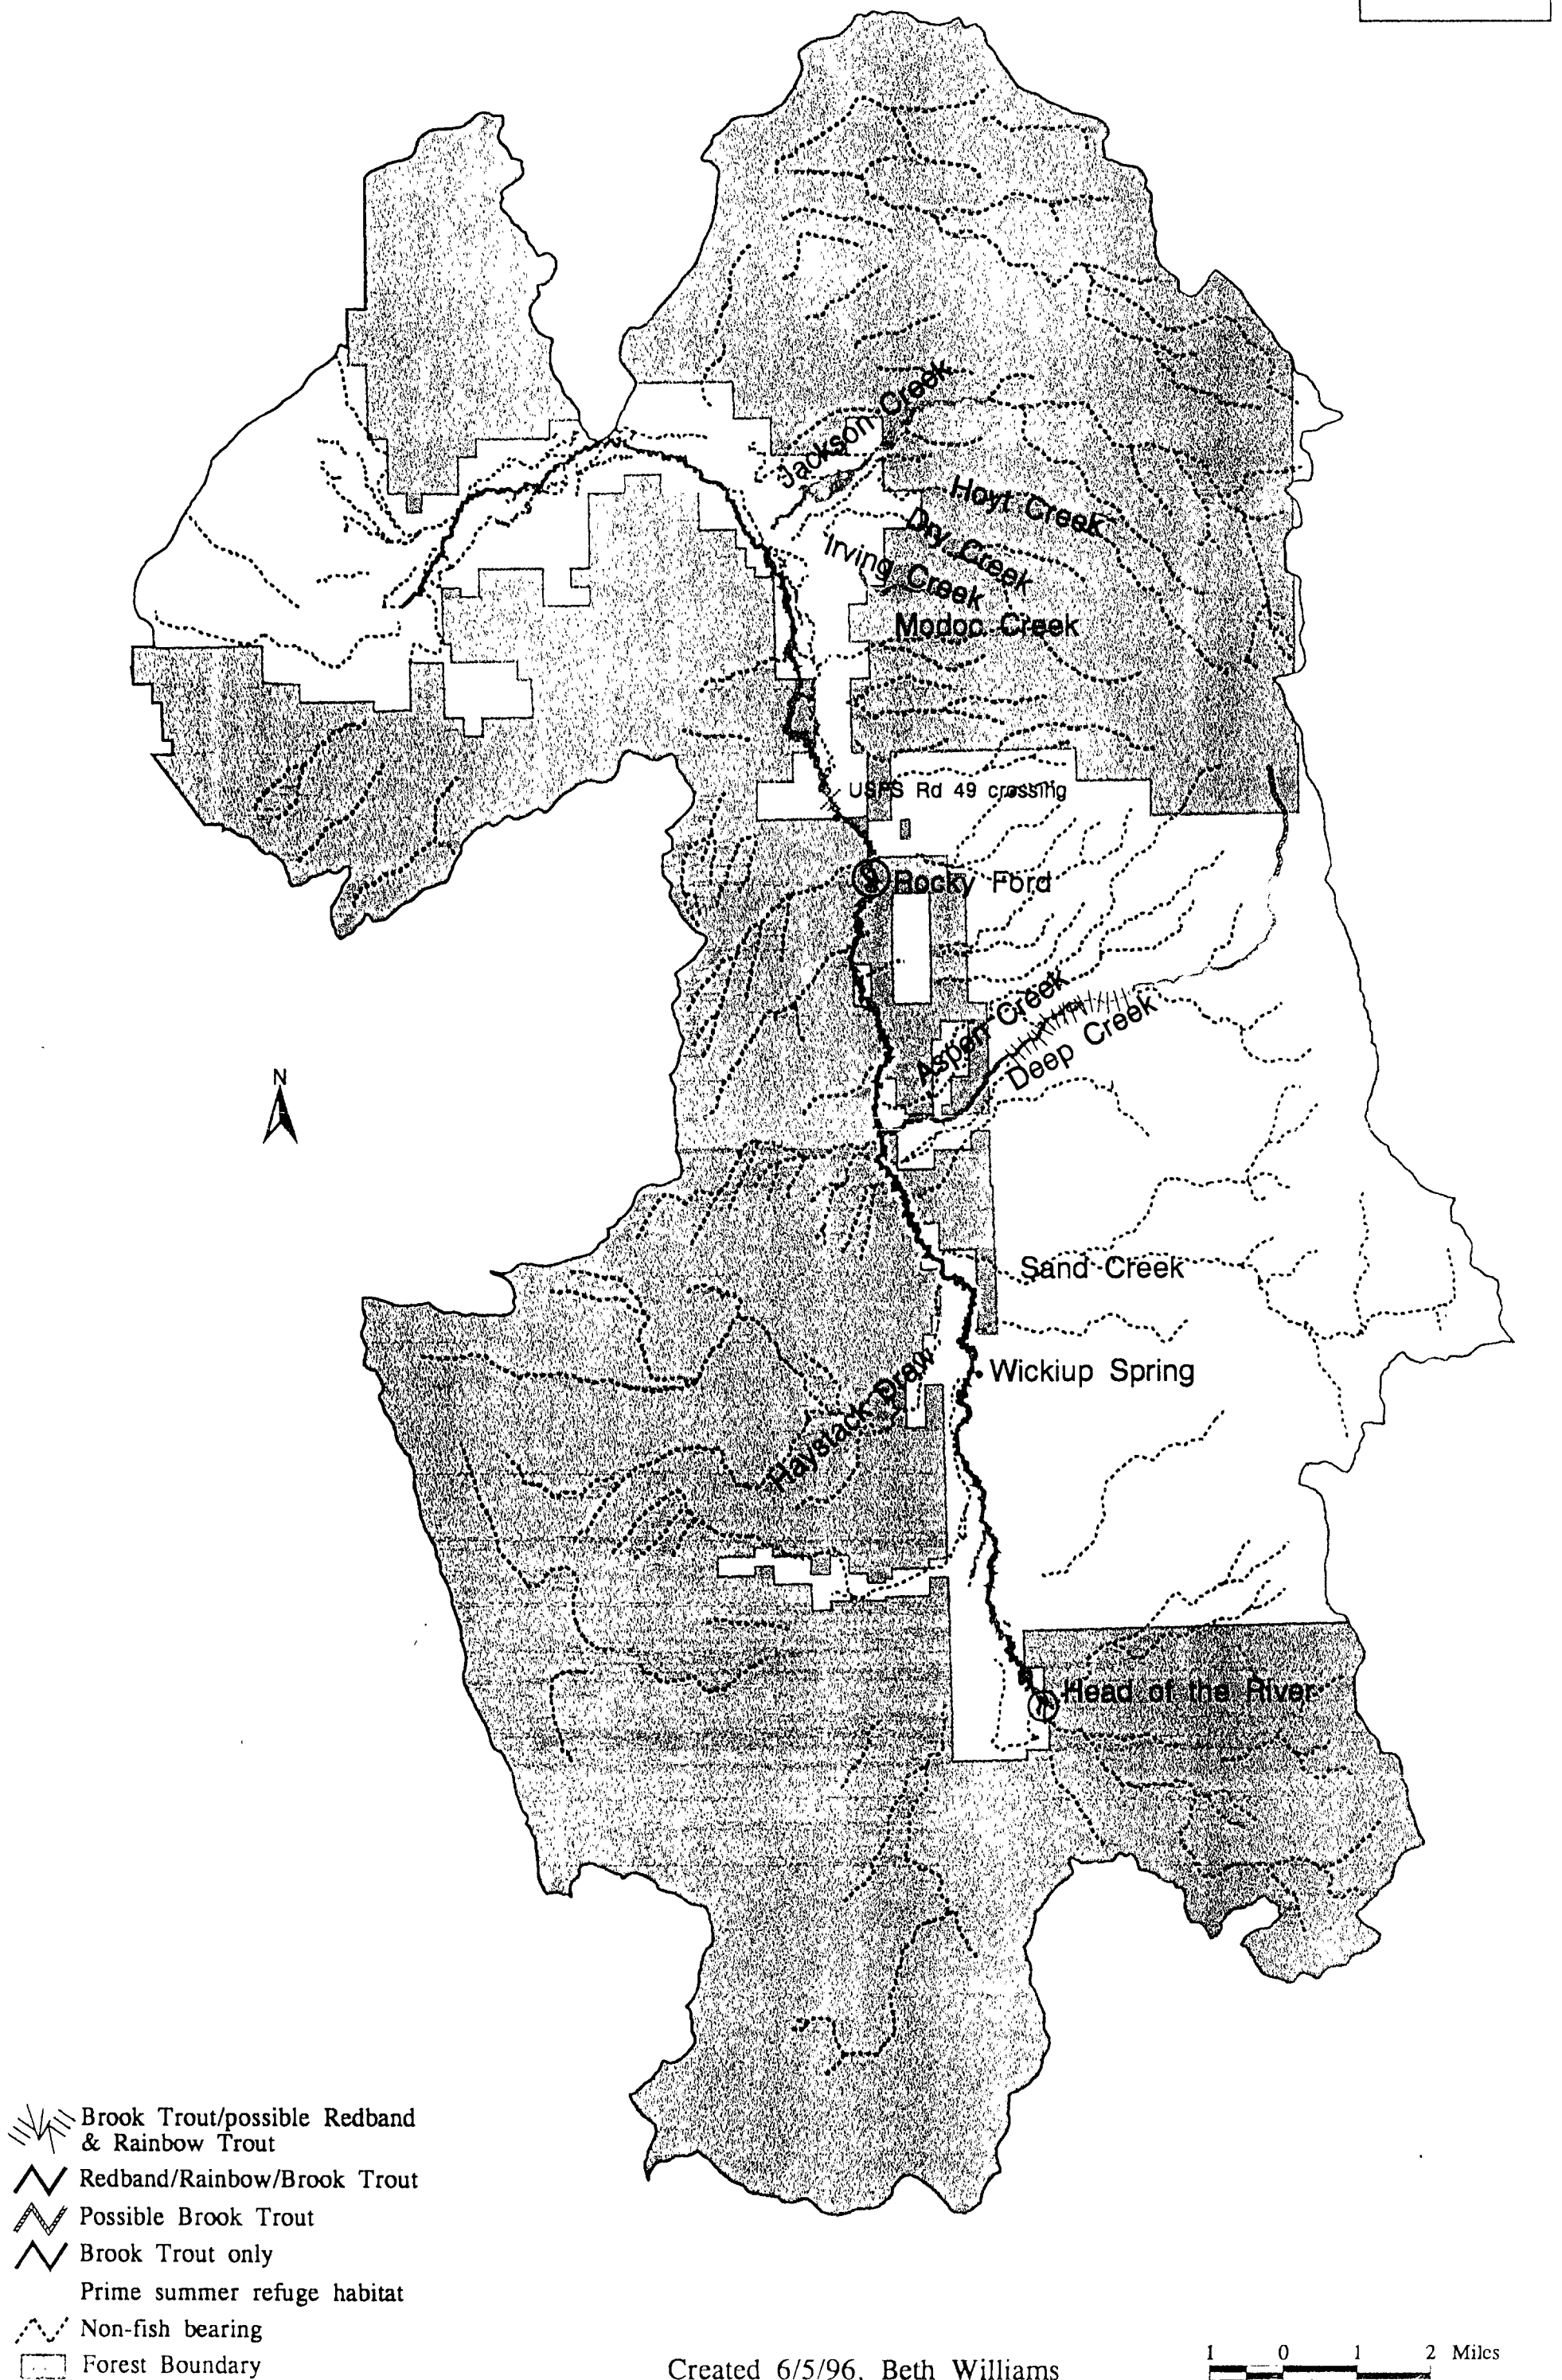 Jackson Creek
Hoyt Creek
Dry Creek
Irving Creek
Modoc Creek
USFS Rd 49 crossing
Rocky Ford
Aspen Creek
Deep Creek
N
Sand Creek
Wickiup Spring
Haystack Draw
Head of the River
Brook Trout/possible Redband
& Rainbow Trout
Redband/Rainbow/Brook Trout
Possible Brook Trout
Brook Trout only
Prime summer refuge habitat
Non-fish bearing
Forest Boundary
Created 6/5/96, Beth Williams
1 0 1 2 Miles